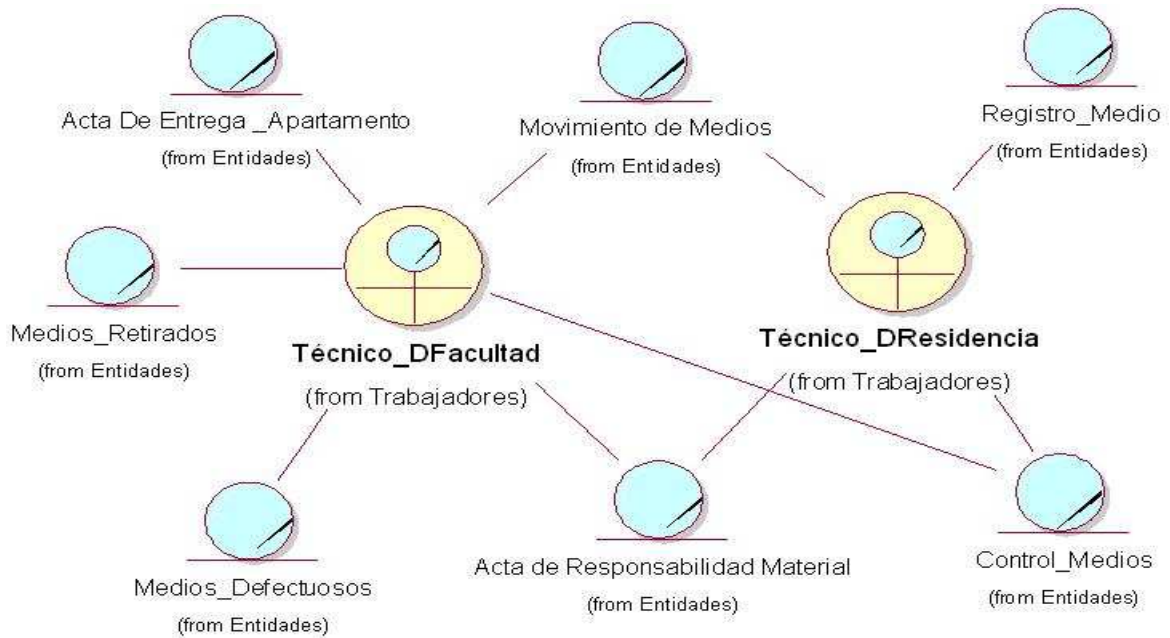 Acta De Entrega _Apartamento
(from Entidades)
Movimiento de Medios
(from Entidades)
Registro_Medio
(from Entidades)
Medios_Retirados
(from Entidades)
Técnico_DFacultad
(from Trabajadores)
Técnico_DResidencia
(from Trabajadores)
Medios_Defectuosos
(from Entidades)
Acta de Responsabilidad Material
(from Entidades)
Control_Medios
(from Entidades)